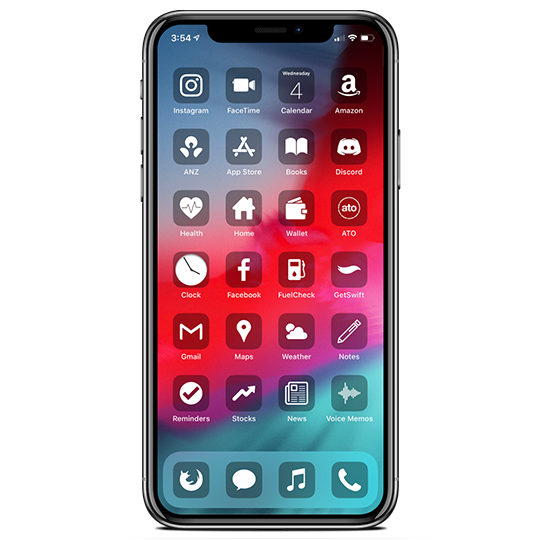 3:54
Wednesday
4
a
Instagram FaceTime Calendar Amazon
ANZ App Store Books Discord
ato
Health Home Wallet ATO
Clock Facebook FuelCheck GetSwift
Gmail Maps Weather Notes
Reminders Stocks News Voice Memos